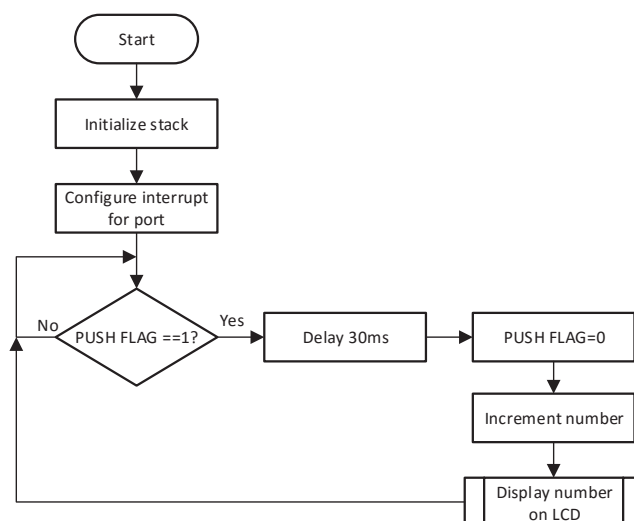 Start
Initialize stack
Configure interrupt
for port
No
PUSH FLAG ==1?
Yes
Delay 30ms
PUSH FLAG=0
Increment number
Display number
on LCD